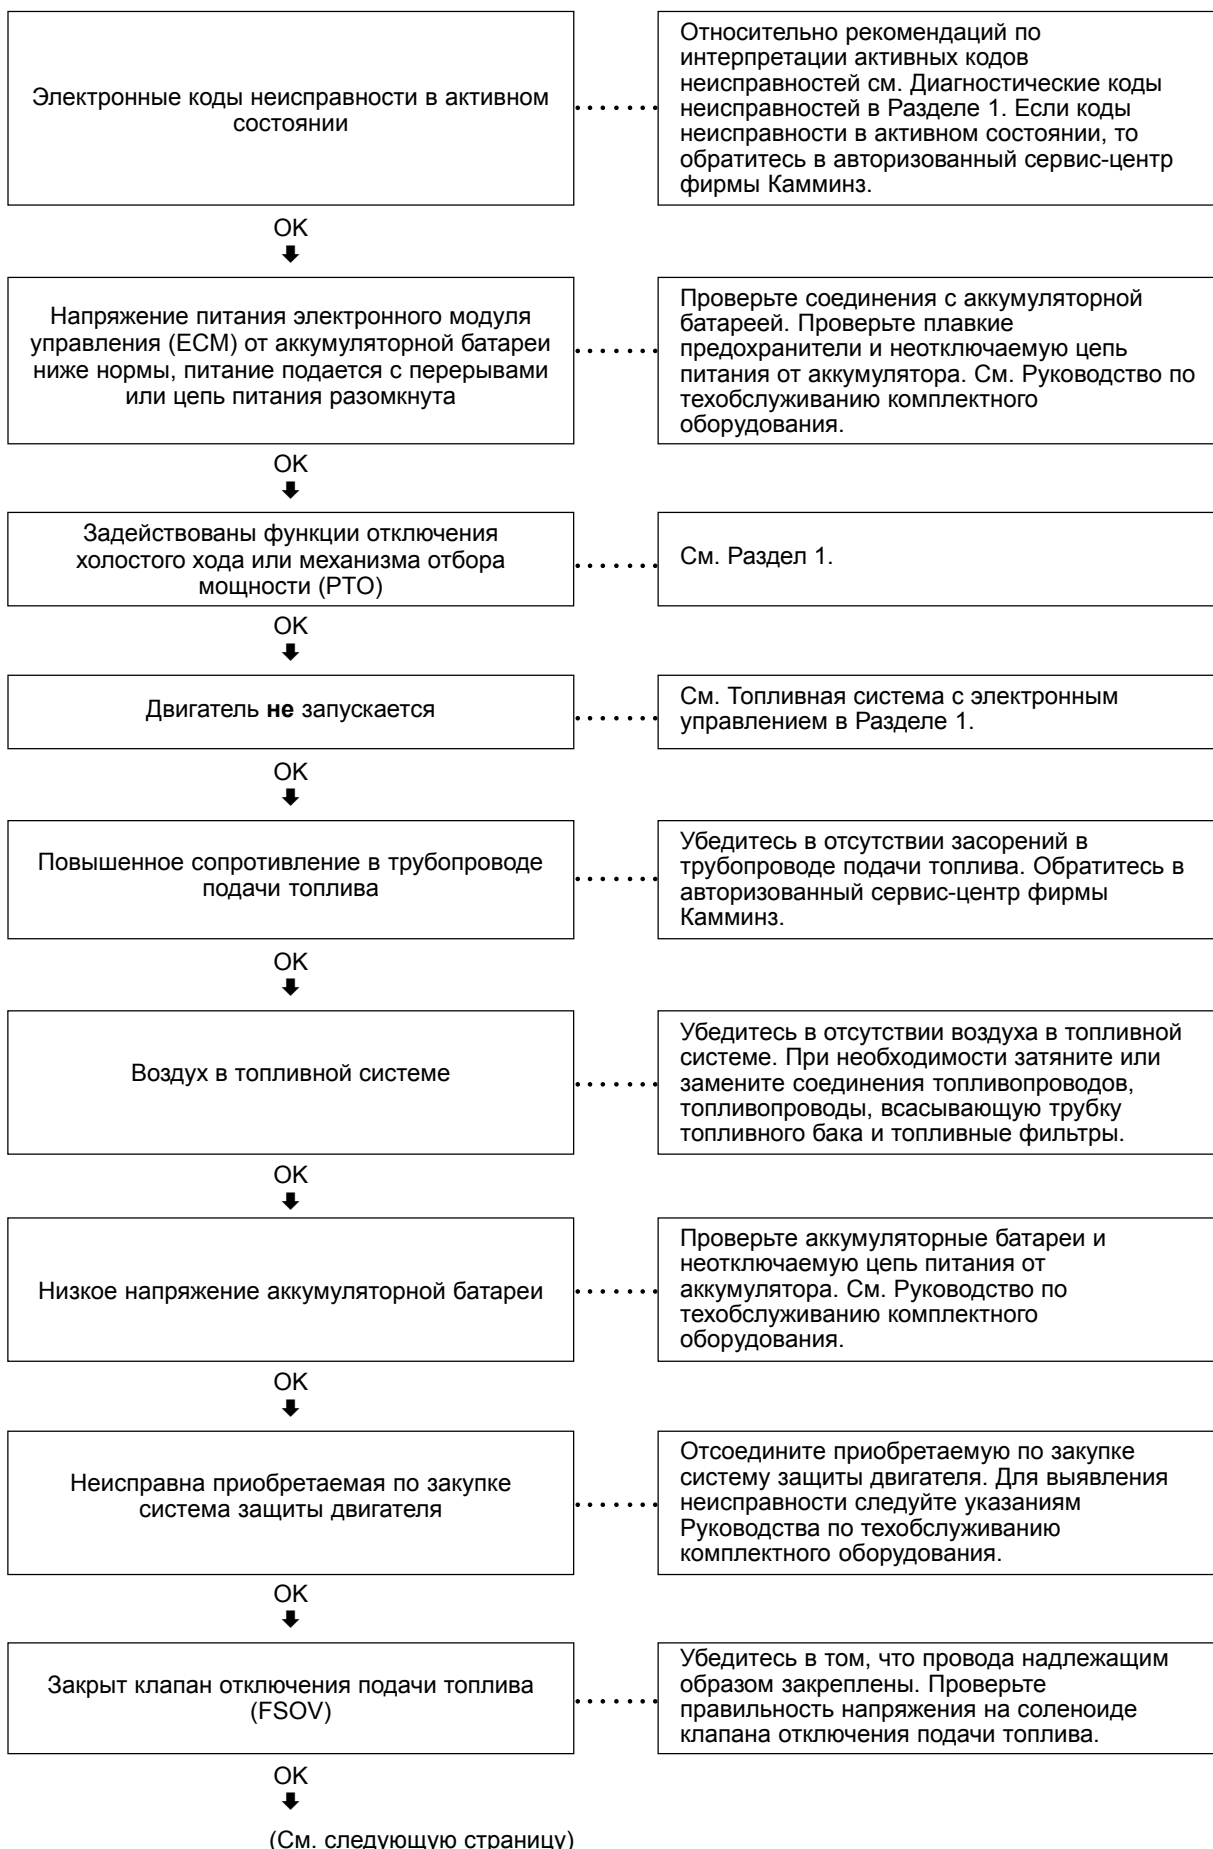 Электронные коды неисправности в активном
состоянии
Относительно рекомендаций по
интерпретации активных кодов
неисправностей см. Диагностические коды
неисправностей в Разделе 1. Если коды
неисправности в активном состоянии, то
обратитесь в авторизованный сервис-центр
фирмы Камминз.
OK
Напряжение питания электронного модуля
управления (ECM) от аккумуляторной батареи
ниже нормы, питание подается с перерывами
или цепь питания разомкнута
Проверьте соединения с аккумуляторной
батареей. Проверьте плавкие
предохранители и неотключаемую цепь
питания от аккумулятора. См. Руководство по
техобслуживанию комплектного
оборудования.
OK
Задействованы функции отключения
холостого хода или механизма отбора
мощности (PTO)
См. Раздел 1.
OK
Двигатель не запускается
См. Топливная система с электронным
управлением в Разделе 1.
OK
Повышенное сопротивление в трубопроводе
подачи топлива
Убедитесь в отсутствии засорений в
трубопроводе подачи топлива. Обратитесь в
авторизованный сервис-центр фирмы
Камминз.
OK
Воздух в топливной системе
Убедитесь в отсутствии воздуха в топливной
системе. При необходимости затяните или
замените соединения топливопроводов,
топливопроводы, всасывающую трубку
топливного бака и топливные фильтры.
OK
Низкое напряжение аккумуляторной батареи
Проверьте аккумуляторные батареи и
неотключаемую цепь питания от
аккумулятора. См. Руководство по
техобслуживанию комплектного
оборудования.
OK
Неисправна приобретаемая по закупке
система защиты двигателя
Отсоедините приобретаемую по закупке
систему защиты двигателя. Для выявления
неисправности следуйте указаниям
Руководства по техобслуживанию
комплектного оборудования.
OK
Закрыт клапан отключения подачи топлива
(FSOV)
Убедитесь в том, что провода надлежащим
образом закреплены. Проверьте
правильность напряжения на соленоиде
клапана отключения подачи топлива.
OK
(См. следующую страницу)